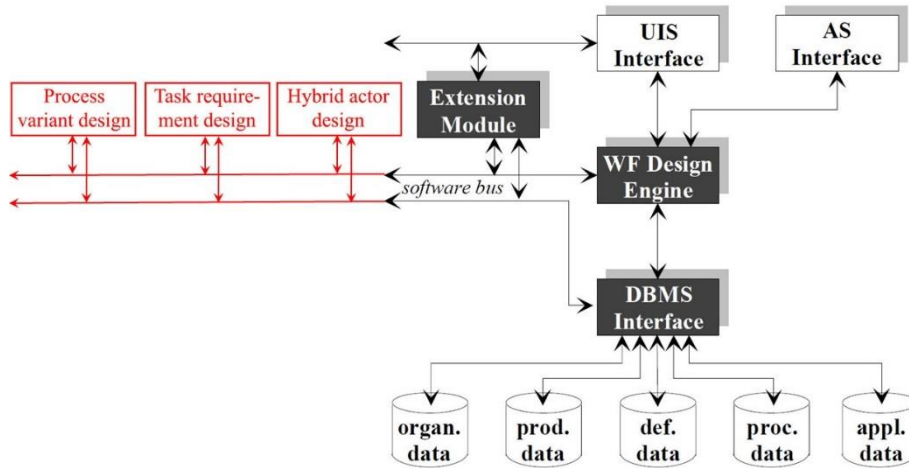 UIS
Interface
AS
Interface
Process
variant design
Task require-
ment design
Hybrid actor
design
Extension
Module
software bus
WF Design
Engine
DBMS
Interface
organ.
data
prod.
data
def.
data
proc.
data
appl.
data